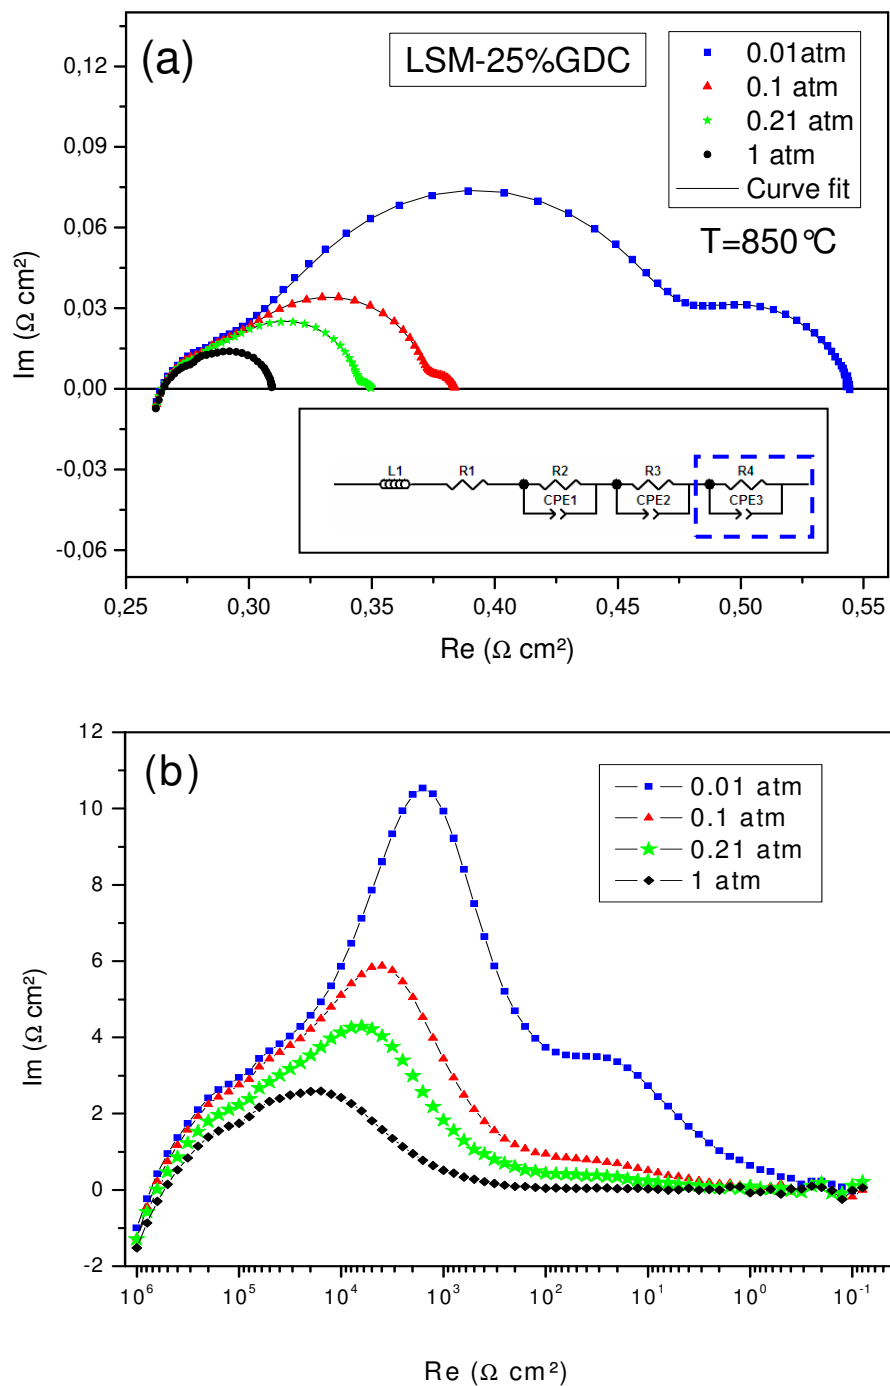 (a)
LSM-25%GDC
0.01atm
0.1 atm
0.21 atm
1 atm
Curve fit
T=850°C
0,12
0,09
0,06
0,03
0,00
-0,03
-0,06
Im (Ω cm²)
L1
R1
R2
CPE1
R3
CPE2
R4
CPE3
0,25 0,30 0,35 0,40 0,45 0,50 0,55
Re (Ω cm²)
(b)
0.01 atm
0.1 atm
0.21 atm
1 atm
12
10
8
6
4
2
0
-2
Im (Ω cm²)
10⁶ 10⁵ 10⁴ 10³ 10² 10¹ 10⁰ 10⁻¹
Re (Ω cm²)